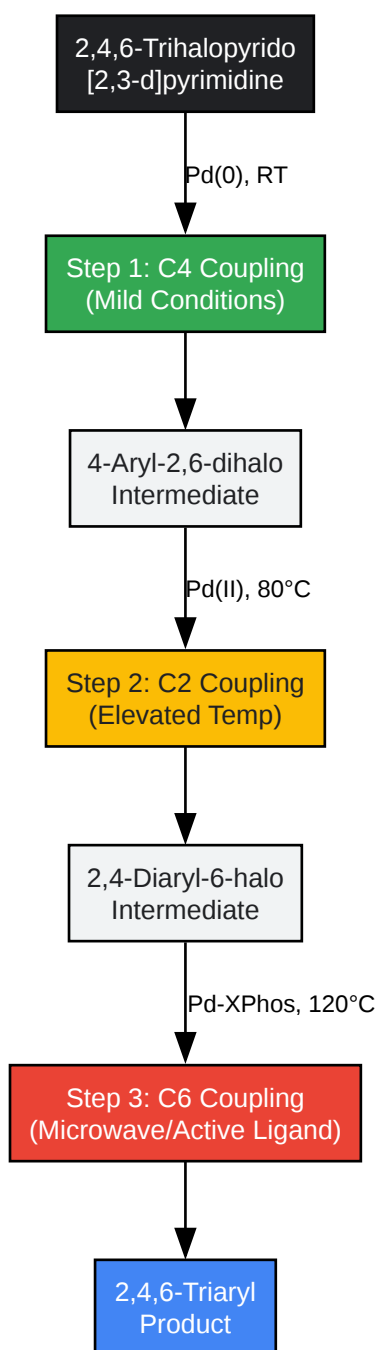 2,4,6-Trihalopyrido
[2,3-d]pyrimidine
Pd(0), RT
Step 1: C4 Coupling
(Mild Conditions)
4-Aryl-2,6-dihalo
Intermediate
Pd(II), 80°C
Step 2: C2 Coupling
(Elevated Temp)
2,4-Diaryl-6-halo
Intermediate
Pd-XPhos, 120°C
Step 3: C6 Coupling
(Microwave/Active Ligand)
2,4,6-Triaryl
Product